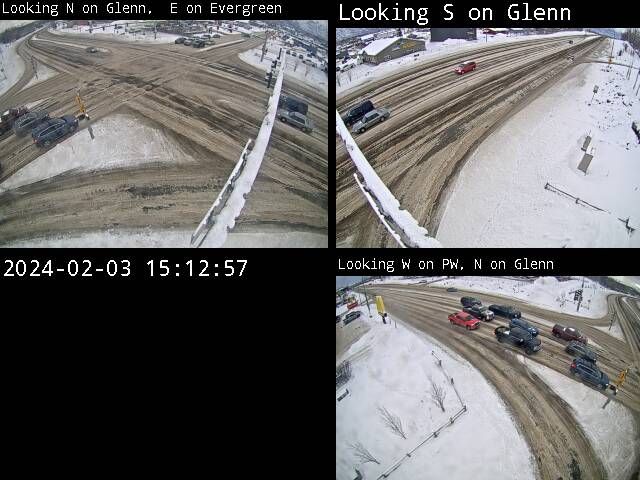 Looking N on Glenn,  E on Evergreen
Looking S on Glenn
2024-02-03 15:12:57
Looking W on PW, N on Glenn